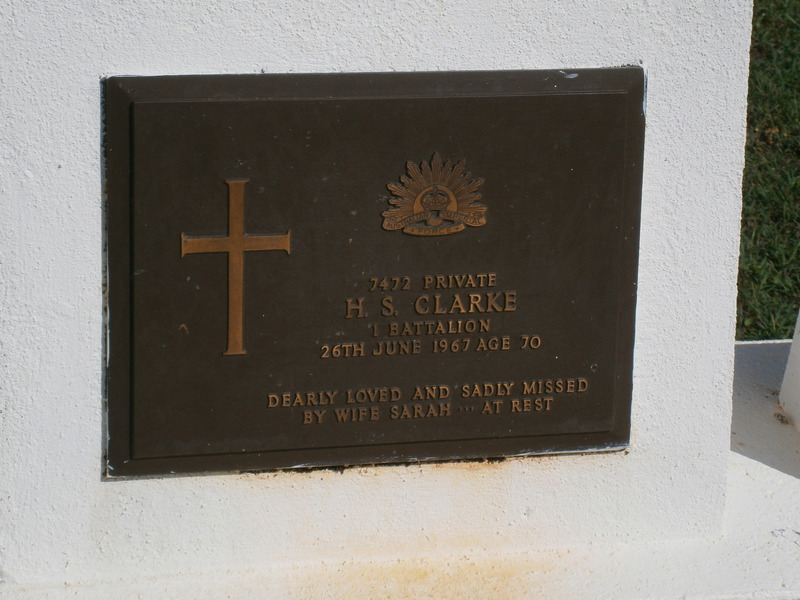 7472 PRIVATE
H. S. CLARKE
1 BATTALION
26TH JUNE 1967 AGE 70
DEARLY LOVED AND SADLY MISSED
BY WIFE SARAH ... AT REST